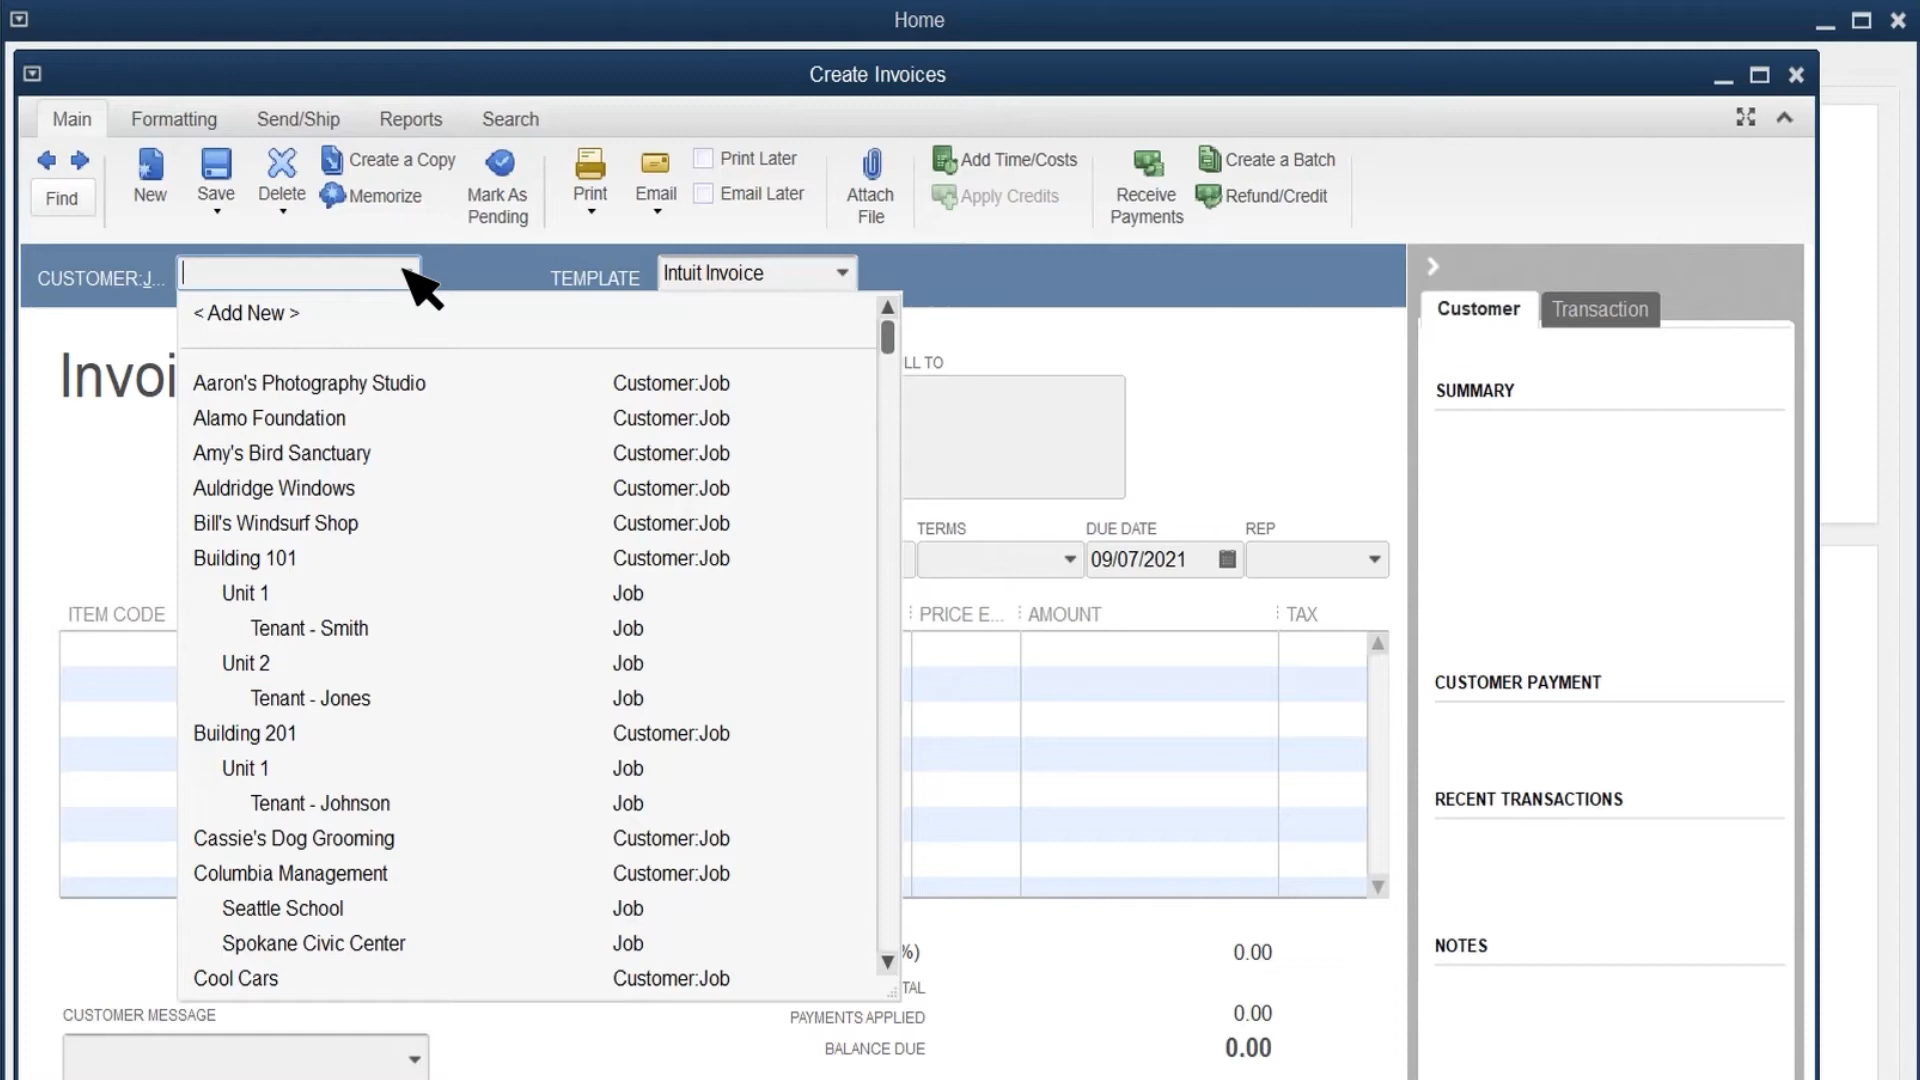 Home
Create Invoices
Main Formatting Send/Ship Reports Search
Find
New
Save
Delete
Create a Copy
Memorize
Mark As
Pending
Print
Email
Print Later
Email Later
Attach
File
Add Time/Costs
Apply Credits
Receive
Payments
Create a Batch
Refund/Credit
CUSTOMER:J...
TEMPLATE Intuit Invoice
< Add New >
Aaron's Photography Studio Customer:Job
Alamo Foundation Customer:Job
Amy's Bird Sanctuary Customer:Job
Auldridge Windows Customer:Job
Bill's Windsurf Shop Customer:Job
Building 101 Customer:Job
Unit 1 Job
Tenant - Smith Job
Unit 2 Job
Tenant - Jones Job
Building 201 Customer:Job
Unit 1 Job
Tenant - Johnson Job
Cassie's Dog Grooming Customer:Job
Columbia Management Customer:Job
Seattle School Job
Spokane Civic Center Job
Cool Cars Customer:Job
Invoi
LL TO
TERMS DUE DATE REP
09/07/2021
ITEM CODE PRICE E... AMOUNT TAX
%) 0.00
TAL
PAYMENTS APPLIED 0.00
BALANCE DUE 0.00
CUSTOMER MESSAGE
Customer Transaction
SUMMARY
CUSTOMER PAYMENT
RECENT TRANSACTIONS
NOTES